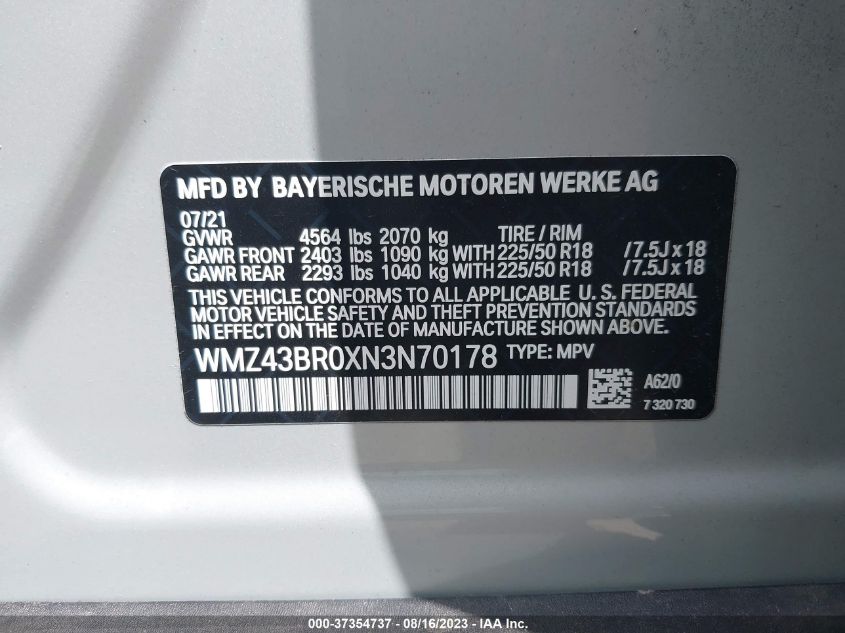 MFD BY BAYERISCHE MOTOREN WERKE AG
07/21
GVWR 4564 lbs 2070 kg TIRE / RIM
GAWR FRONT 2403 lbs 1090 kg WITH 225/50 R18 /7.5J x 18
GAWR REAR 2293 lbs 1040 kg WITH 225/50 R18 /7.5J x 18
THIS VEHICLE CONFORMS TO ALL APPLICABLE U. S. FEDERAL
MOTOR VEHICLE SAFETY AND THEFT PREVENTION STANDARDS
IN EFFECT ON THE DATE OF MANUFACTURE SHOWN ABOVE.
WMZ43BR0XN3N70178 TYPE: MPV
A62/0
7 320 730
000-37354737 - 08/16/2023 - IAA Inc.